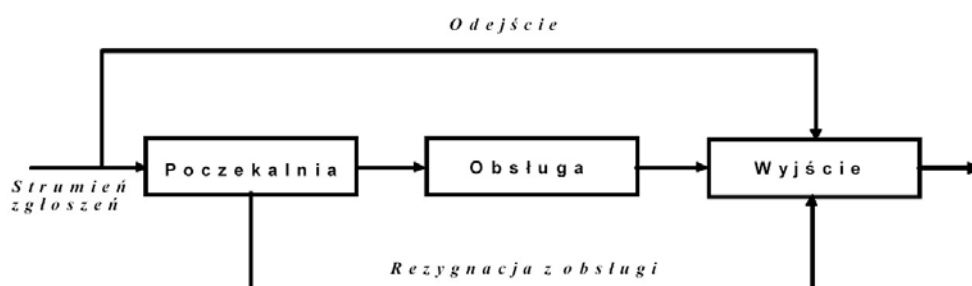 Odejście
Poczekalnia
Obsługa
Wyjście
Strumień
zgłoszeń
Rezygnacja z obsługi